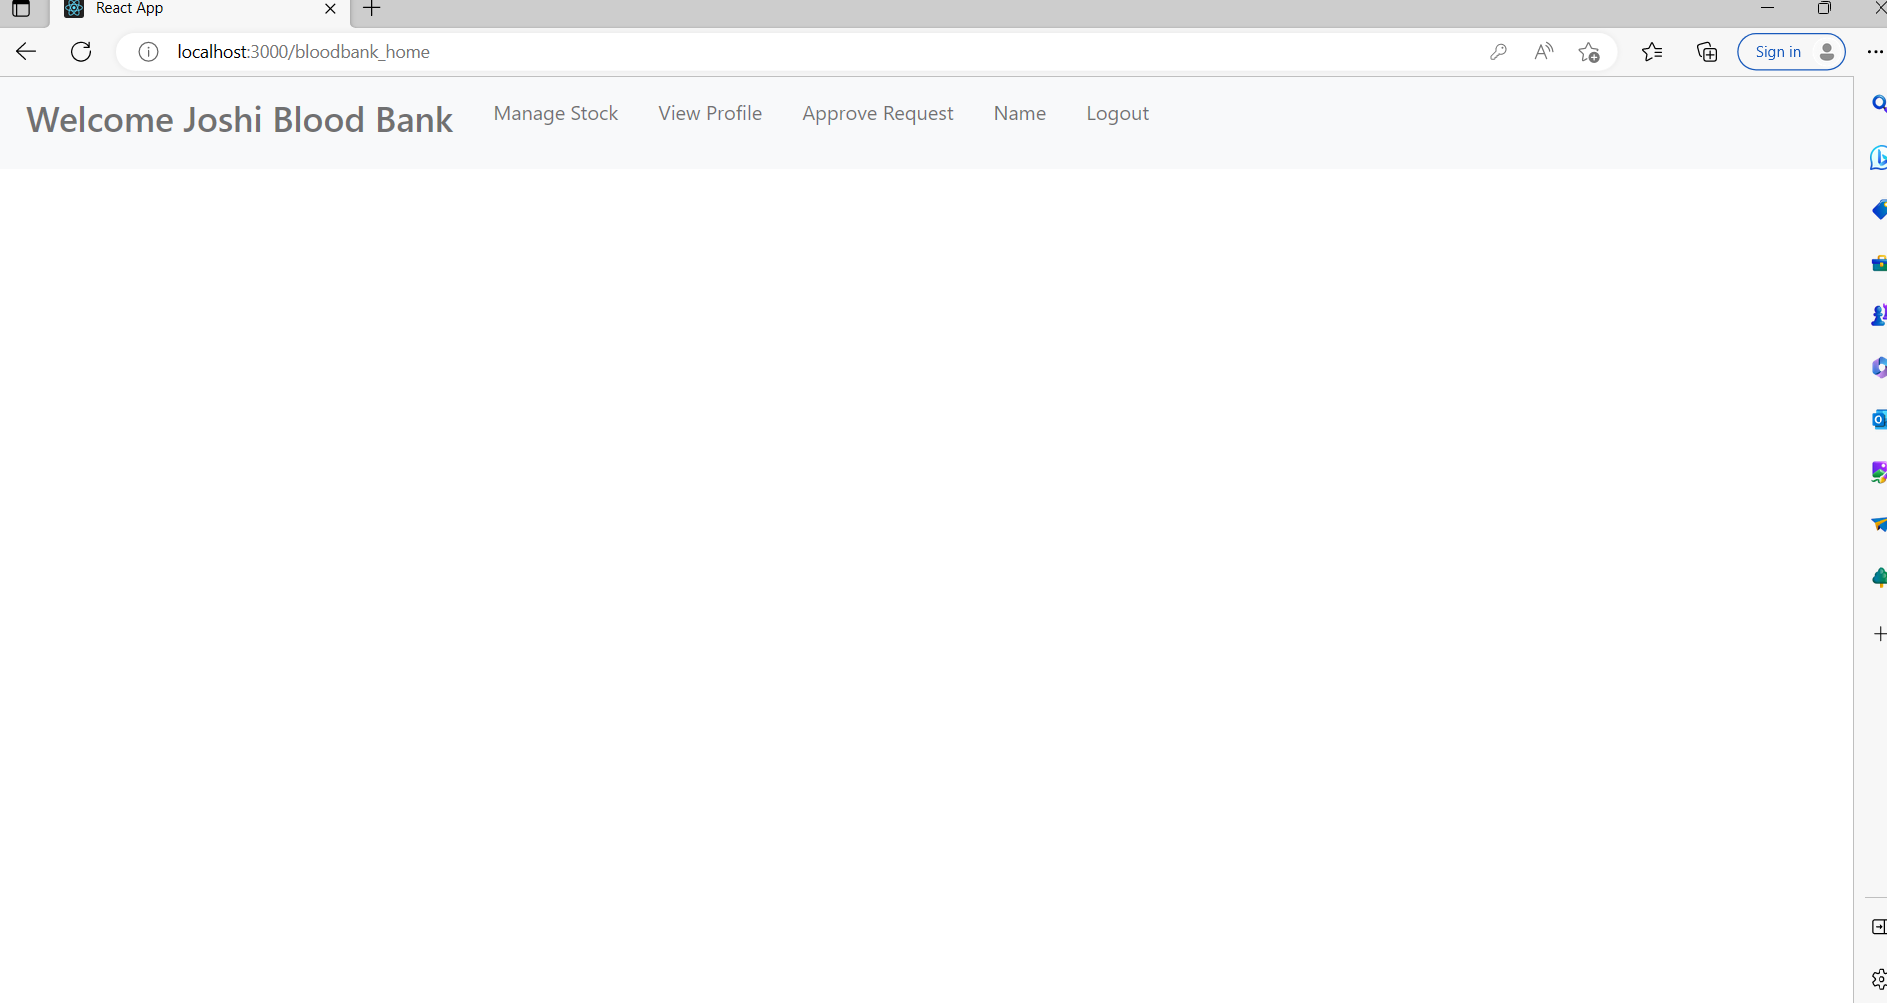 React App
localhost:3000/bloodbank_home
Sign in
Welcome Joshi Blood Bank Manage Stock View Profile Approve Request Name Logout